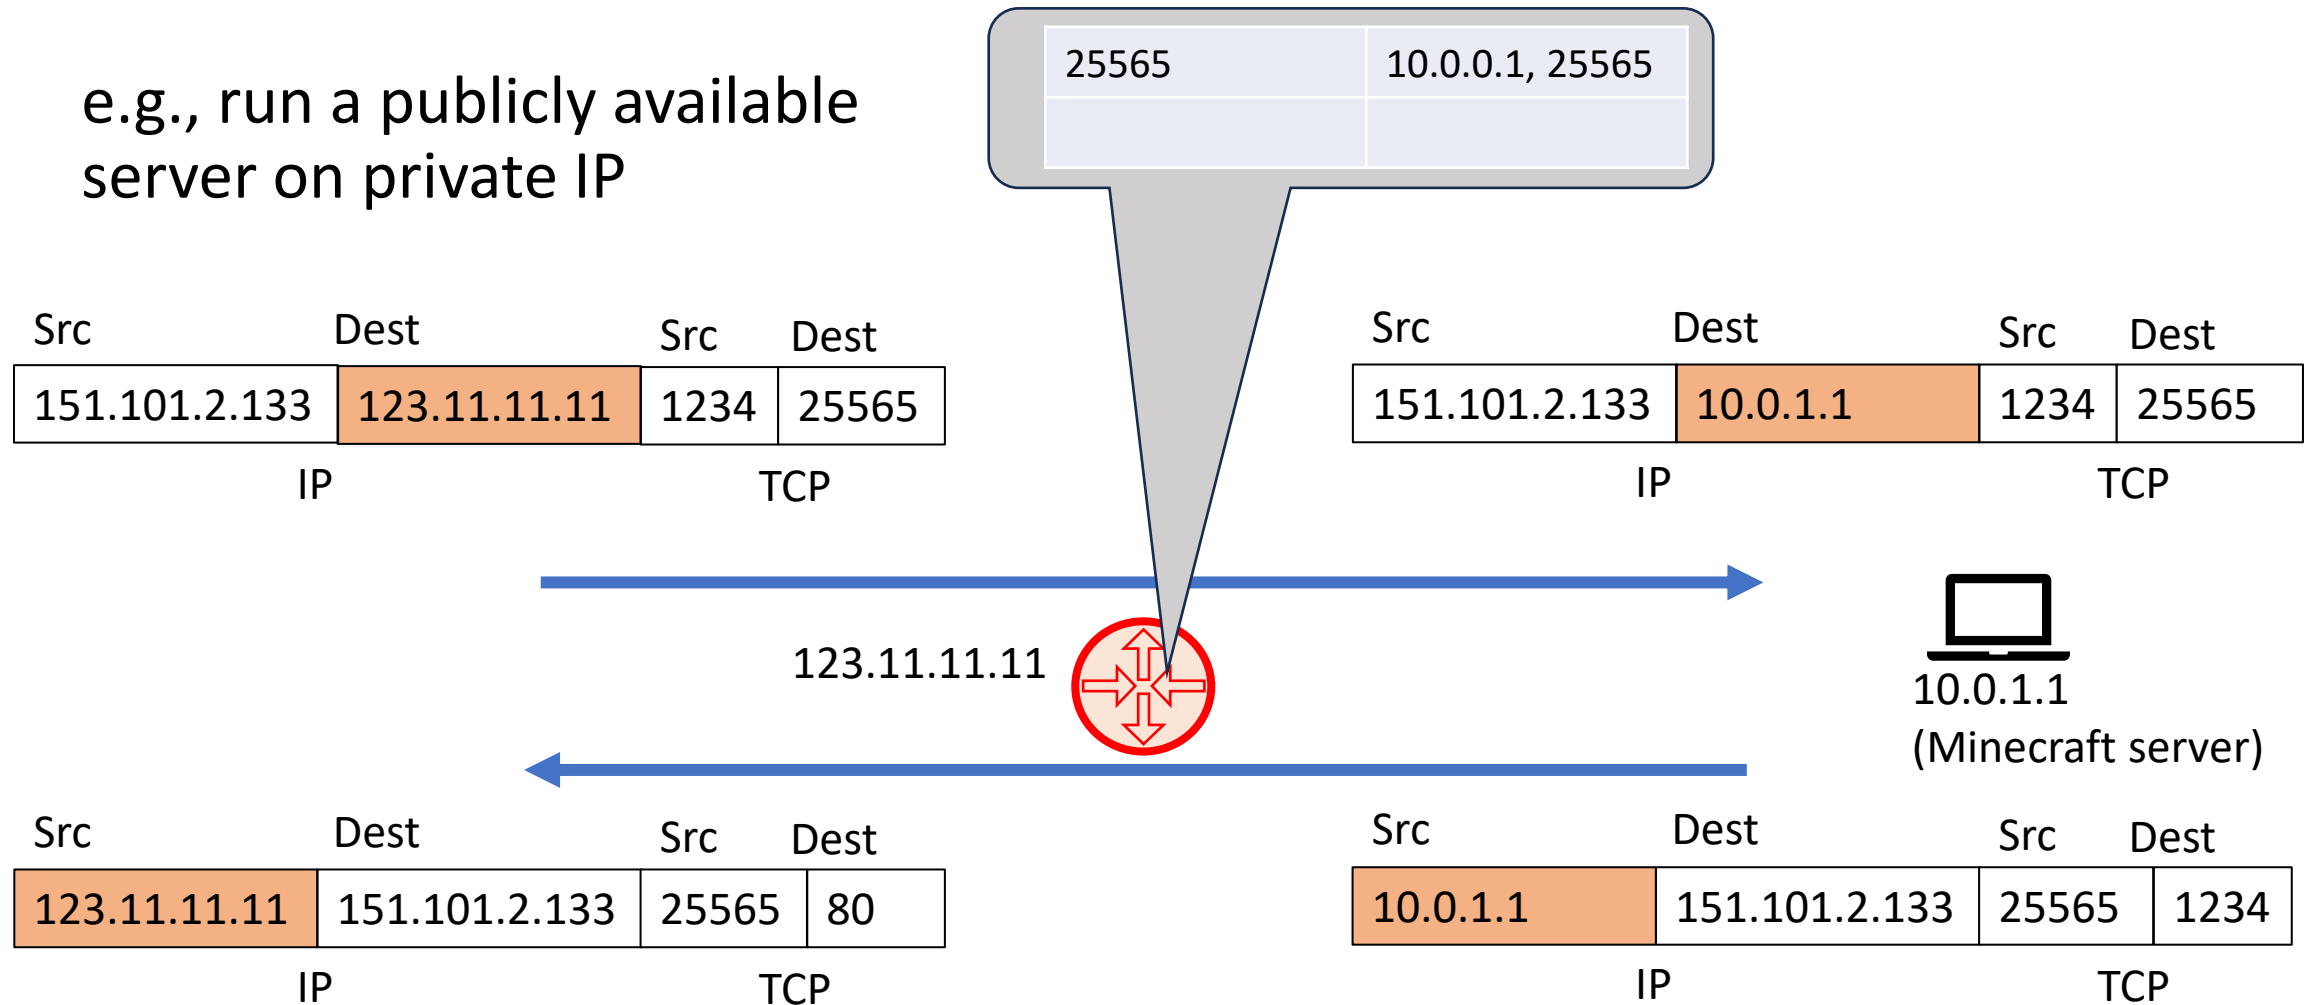 e.g., run a publicly available
server on private IP
25565 10.0.0.1, 25565
Src Dest Src Dest
151.101.2.133 123.11.11.11 1234 25565
IP TCP
Src Dest Src Dest
151.101.2.133 10.0.1.1 1234 25565
IP TCP
123.11.11.11
10.0.1.1
(Minecraft server)
Src Dest Src Dest
123.11.11.11 151.101.2.133 25565 80
IP TCP
Src Dest Src Dest
10.0.1.1 151.101.2.133 25565 1234
IP TCP